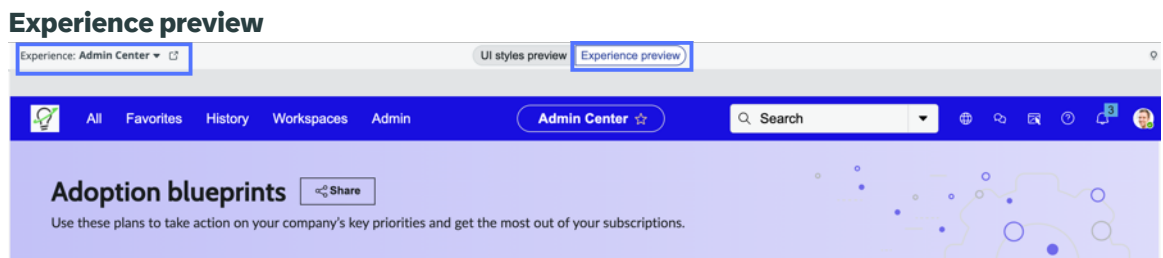 Experience preview
Experience: Admin Center UI styles preview Experience preview
All Favorites History Workspaces Admin Admin Center Search 3
Adoption blueprints Share
Use these plans to take action on your company's key priorities and get the most out of your subscriptions.